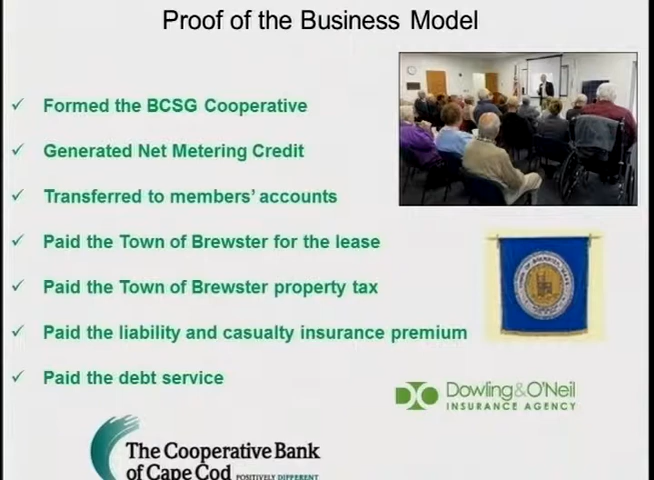 Proof of the Business Model
✓ Formed the BCSG Cooperative
✓ Generated Net Metering Credit
✓ Transferred to members' accounts
✓ Paid the Town of Brewster for the lease
✓ Paid the Town of Brewster property tax
✓ Paid the liability and casualty insurance premium
✓ Paid the debt service
Dowling&O'Neil
INSURANCE AGENCY
The Cooperative Bank
of Cape Cod POSITIVELY DIFFERENT